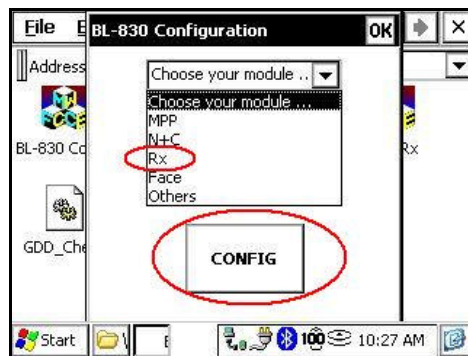 File E
BL-830 Configuration OK ×
Address
Choose your module ..
Choose your module ...
MPP
N+C
Rx
Face
Others
BL-830 Co
Rx
GDD_Che
CONFIG
Start
\
E
100
10:27 AM